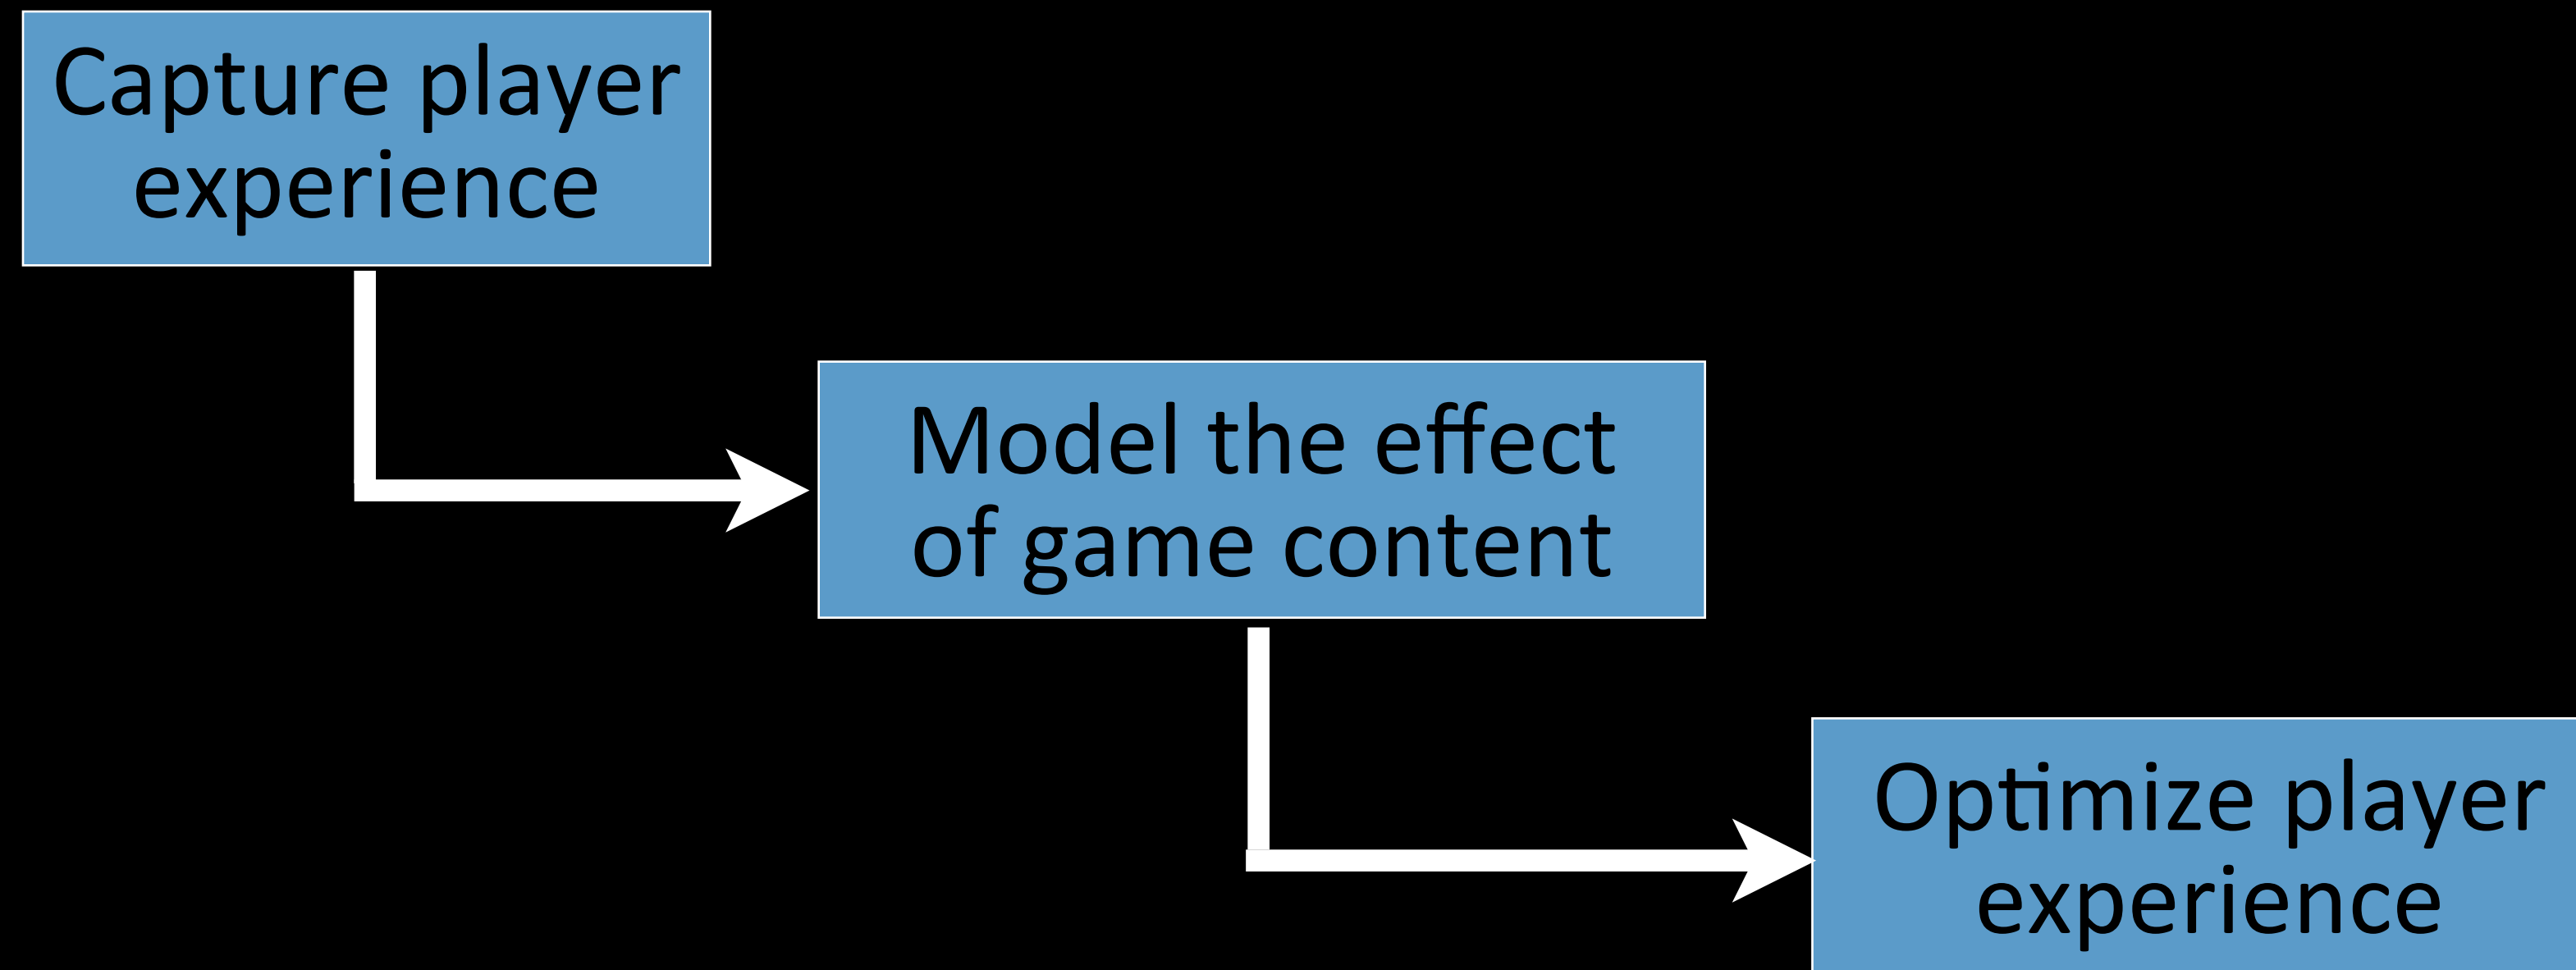 Capture player
experience
Model the effect
of game content
Optimize player
experience